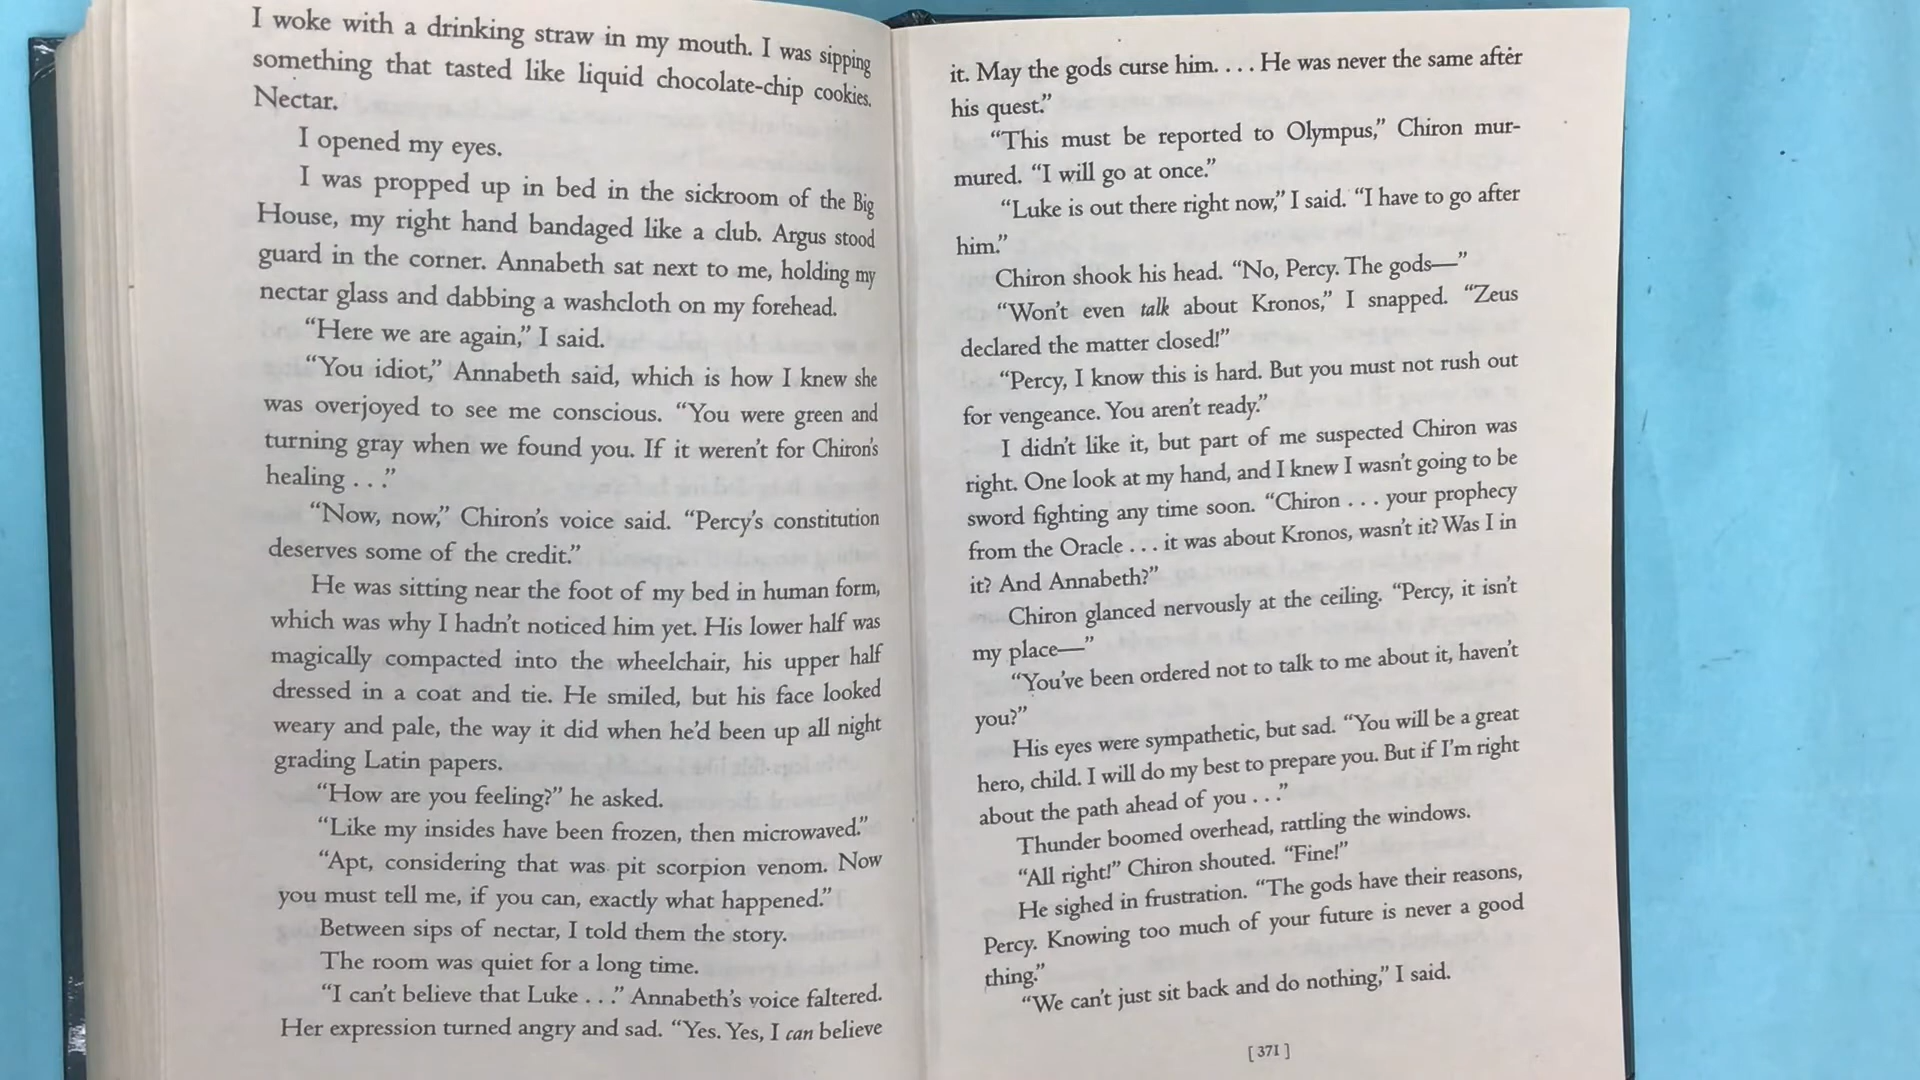 I woke with a drinking straw in my mouth. I was sipping
something that tasted like liquid chocolate-chip cookies.
Nectar.
I opened my eyes.
I was propped up in bed in the sickroom of the Big
House, my right hand bandaged like a club. Argus stood
guard in the corner. Annabeth sat next to me, holding my
nectar glass and dabbing a washcloth on my forehead.
“Here we are again,” I said.
“You idiot,” Annabeth said, which is how I knew she
was overjoyed to see me conscious. “You were green and
turning gray when we found you. If it weren’t for Chiron’s
healing . . .”
“Now, now,” Chiron’s voice said. “Percy’s constitution
deserves some of the credit.”
He was sitting near the foot of my bed in human form,
which was why I hadn’t noticed him yet. His lower half was
magically compacted into the wheelchair, his upper half
dressed in a coat and tie. He smiled, but his face looked
weary and pale, the way it did when he’d been up all night
grading Latin papers.
“How are you feeling?” he asked.
“Like my insides have been frozen, then microwaved.”
“Apt, considering that was pit scorpion venom. Now
you must tell me, if you can, exactly what happened.”
Between sips of nectar, I told them the story.
The room was quiet for a long time.
“I can’t believe that Luke . . .” Annabeth’s voice faltered.
Her expression turned angry and sad. “Yes. Yes, I can believe
it. May the gods curse him. . . . He was never the same after
his quest.”
“This must be reported to Olympus,” Chiron mur-
mured. “I will go at once.”
“Luke is out there right now,” I said. “I have to go after
him.”
Chiron shook his head. “No, Percy. The gods—”
“Won’t even talk about Kronos,” I snapped. “Zeus
declared the matter closed!”
“Percy, I know this is hard. But you must not rush out
for vengeance. You aren’t ready.”
I didn’t like it, but part of me suspected Chiron was
right. One look at my hand, and I knew I wasn’t going to be
sword fighting any time soon. “Chiron . . . your prophecy
from the Oracle . . . it was about Kronos, wasn’t it? Was I in
it? And Annabeth?”
Chiron glanced nervously at the ceiling. “Percy, it isn’t
my place—”
“You’ve been ordered not to talk to me about it, haven’t
you?”
His eyes were sympathetic, but sad. “You will be a great
hero, child. I will do my best to prepare you. But if I’m right
about the path ahead of you . . .”
Thunder boomed overhead, rattling the windows.
“All right!” Chiron shouted. “Fine!”
He sighed in frustration. “The gods have their reasons,
Percy. Knowing too much of your future is never a good
thing.”
“We can’t just sit back and do nothing,” I said.
[ 371 ]